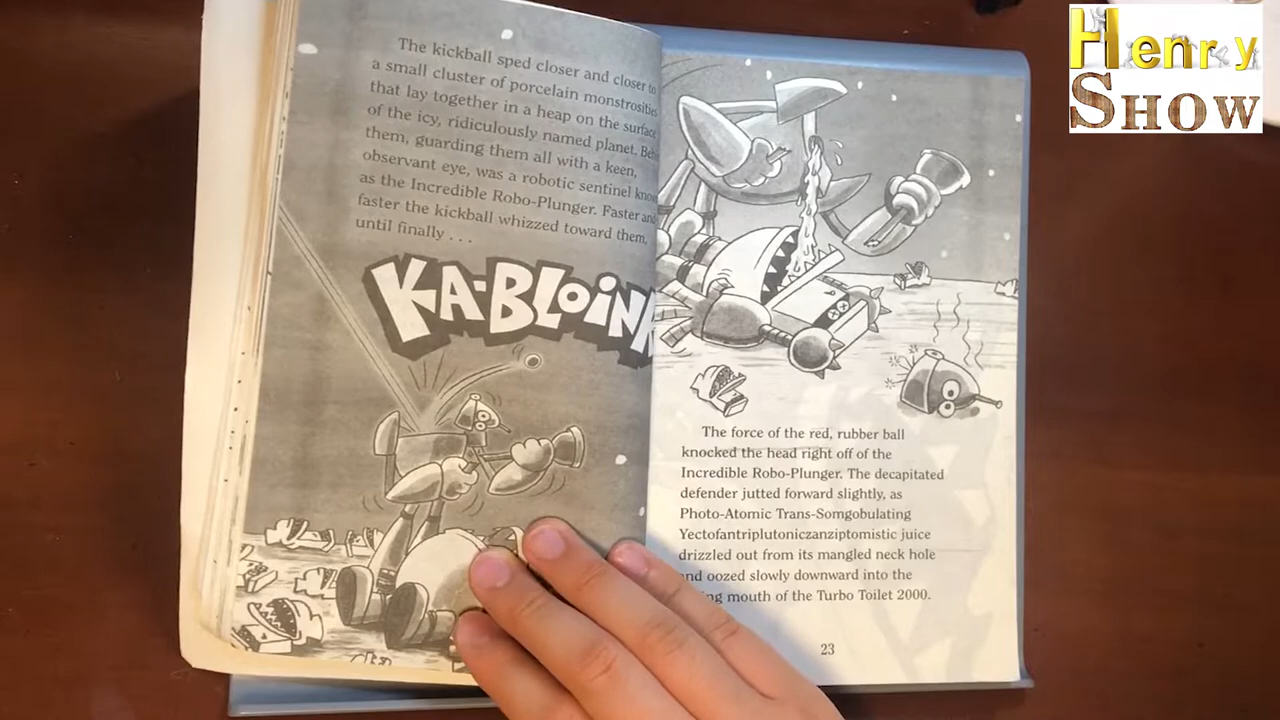 The kickball sped closer and closer to
a small cluster of porcelain monstrosities
that lay together in a heap on the surface
of the icy, ridiculously named planet.
them, guarding them all with a keen,
observant eye, was a robotic sentinel
as the Incredible Robo-Plunger. Faster and
faster the kickball whizzed toward them,
until finally . . .
KA-BLOINK
The force of the red, rubber ball
knocked the head right off of the
Incredible Robo-Plunger. The decapitated
defender jutted forward slightly, as
Photo-Atomic Trans-Somgobulating
Yectofantriplutoniczanziptomistic juice
drizzled out from its mangled neck hole
and oozed slowly downward into the
mouth of the Turbo Toilet 2000.
23
Henry
SHOW